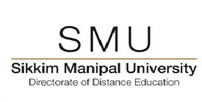 SMU
Sikkim Manipal University
Directorate of Distance Education